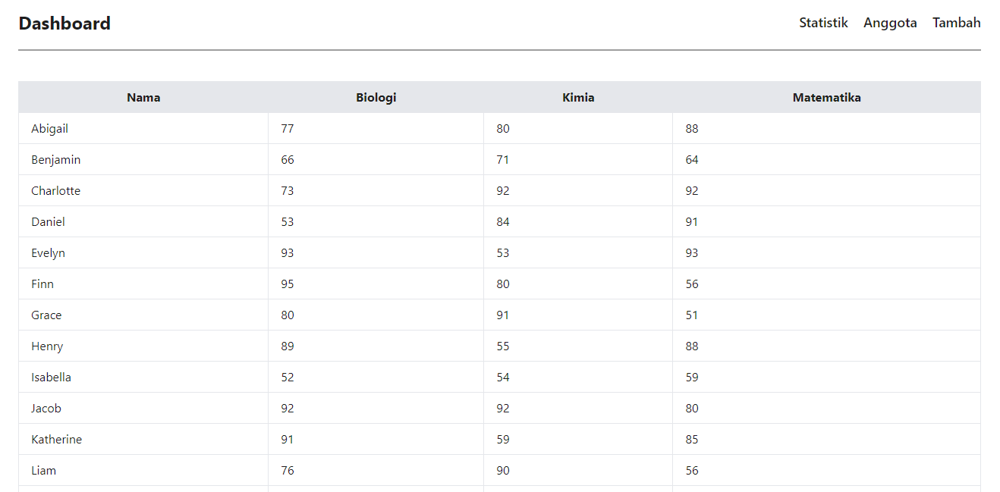 Dashboard Statistik Anggota Tambah
Nama Biologi Kimia Matematika
Abigail 77 80 88
Benjamin 66 71 64
Charlotte 73 92 92
Daniel 53 84 91
Evelyn 93 53 93
Finn 95 80 56
Grace 80 91 51
Henry 89 55 88
Isabella 52 54 59
Jacob 92 92 80
Katherine 91 59 85
Liam 76 90 56